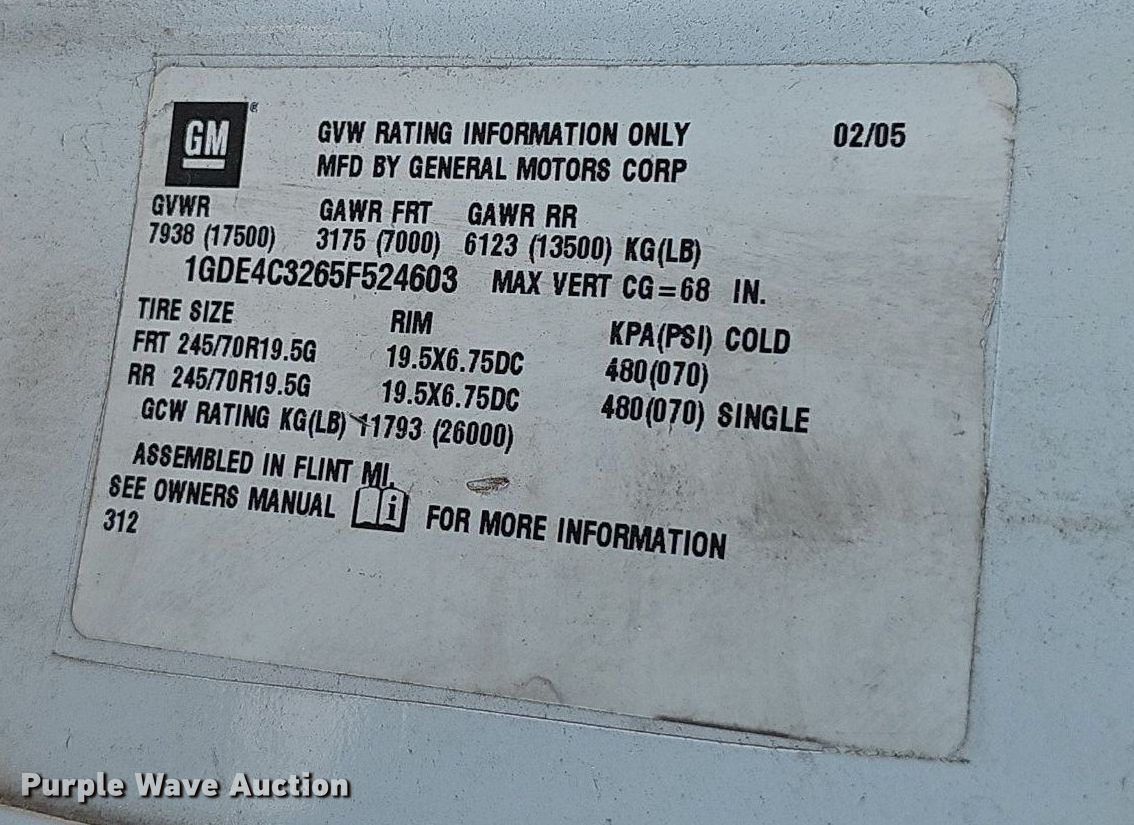 GM ®
GVW RATING INFORMATION ONLY 02/05
MFD BY GENERAL MOTORS CORP
GVWR GAWR FRT GAWR RR
7938 (17500) 3175 (7000) 6123 (13500) KG(LB)
1GDE4C3265F524603 MAX VERT CG=68 IN.
TIRE SIZE RIM KPA(PSI) COLD
FRT 245/70R19.5G 19.5X6.75DC 480(070)
RR 245/70R19.5G 19.5X6.75DC 480(070) SINGLE
GCW RATING KG(LB) 11793 (26000)
ASSEMBLED IN FLINT MI.
SEE OWNERS MANUAL i FOR MORE INFORMATION
312
Purple Wave Auction